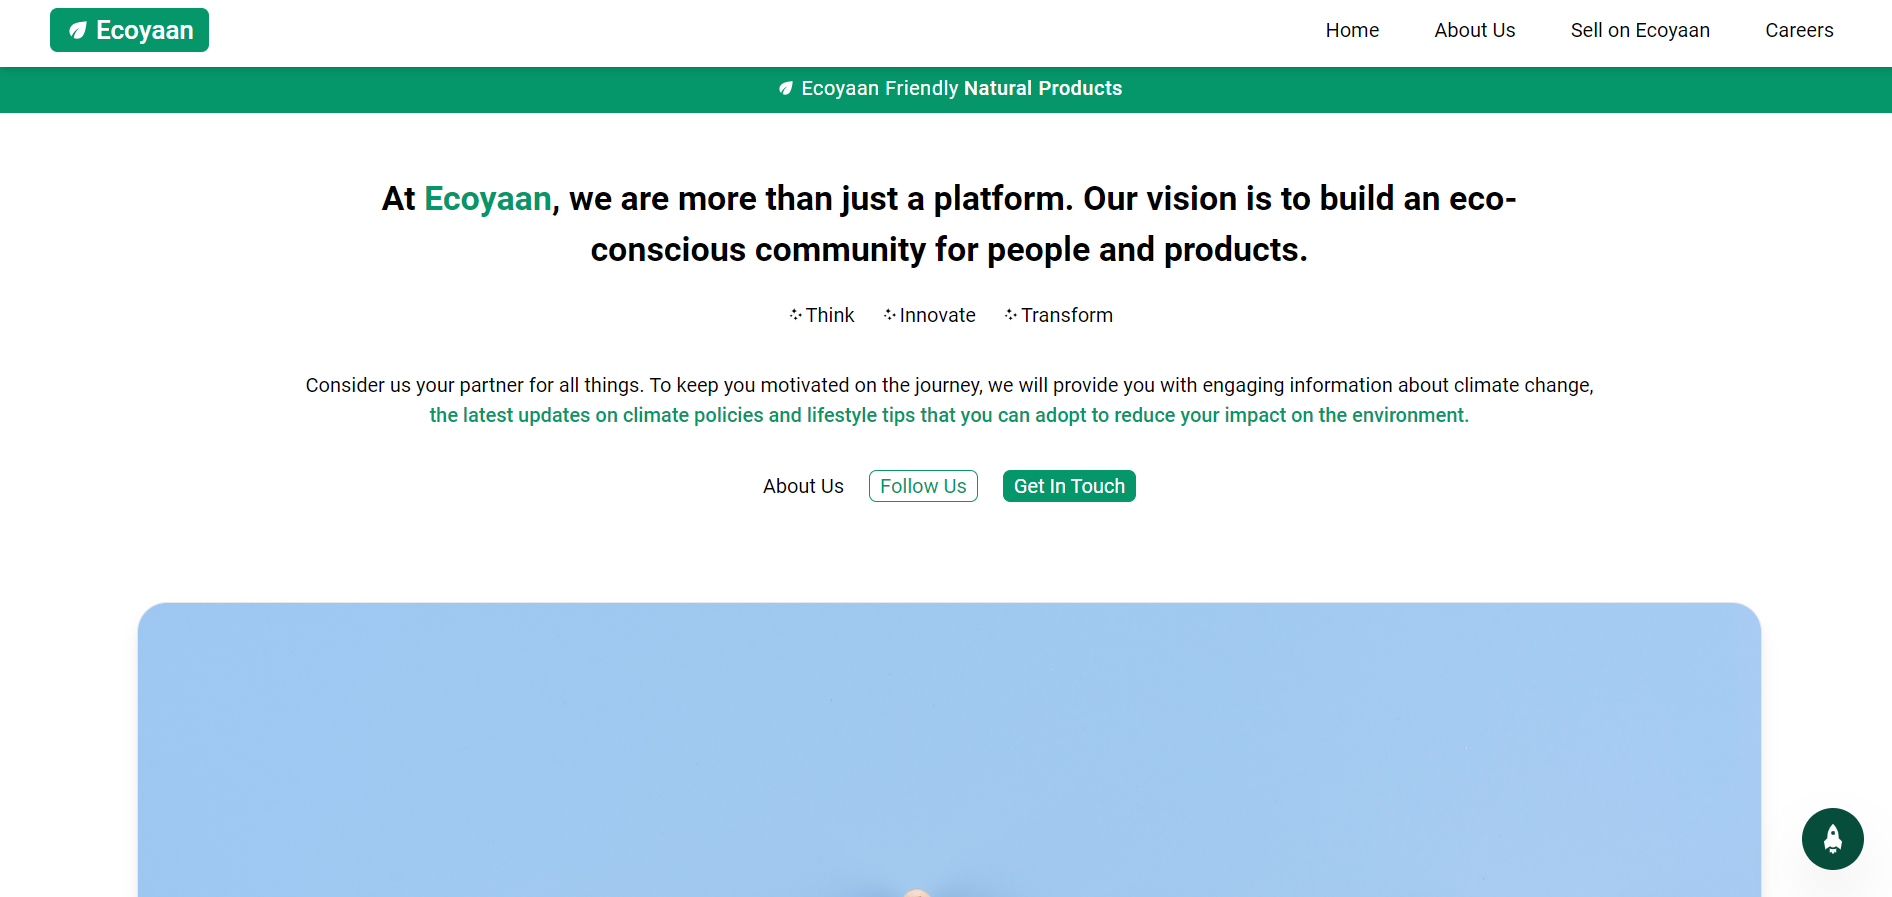 Ecoyaan
Home About Us Sell on Ecoyaan Careers
Ecoyaan Friendly Natural Products
At Ecoyaan, we are more than just a platform. Our vision is to build an eco-
conscious community for people and products.
Think Innovate Transform
Consider us your partner for all things. To keep you motivated on the journey, we will provide you with engaging information about climate change,
the latest updates on climate policies and lifestyle tips that you can adopt to reduce your impact on the environment.
About Us Follow Us Get In Touch